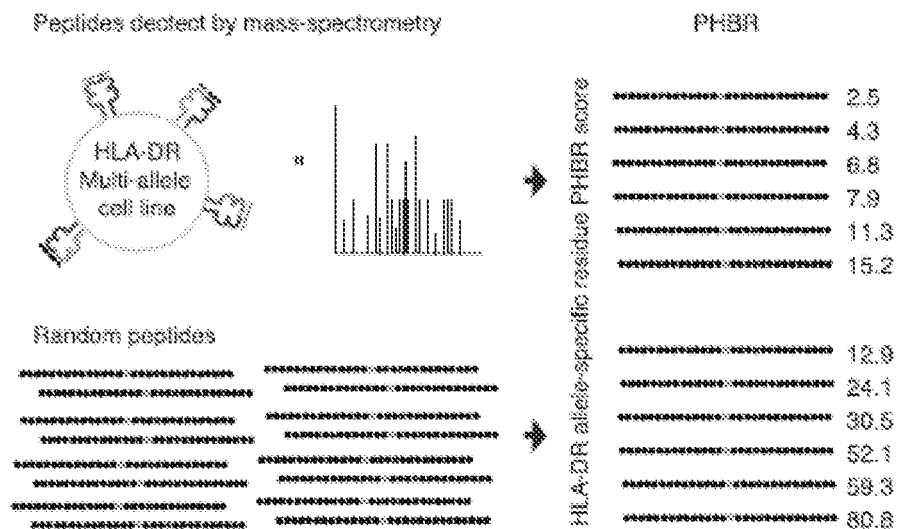 Peptides dectect by mass-spectrometry
PHBR
HLA-DR
Multi-allele
cell line
HLA-DR allele-specific residue PHBR score
2.5
4.3
6.8
7.9
11.3
15.2
Random peptides
12.9
24.1
30.5
52.1
59.3
80.8